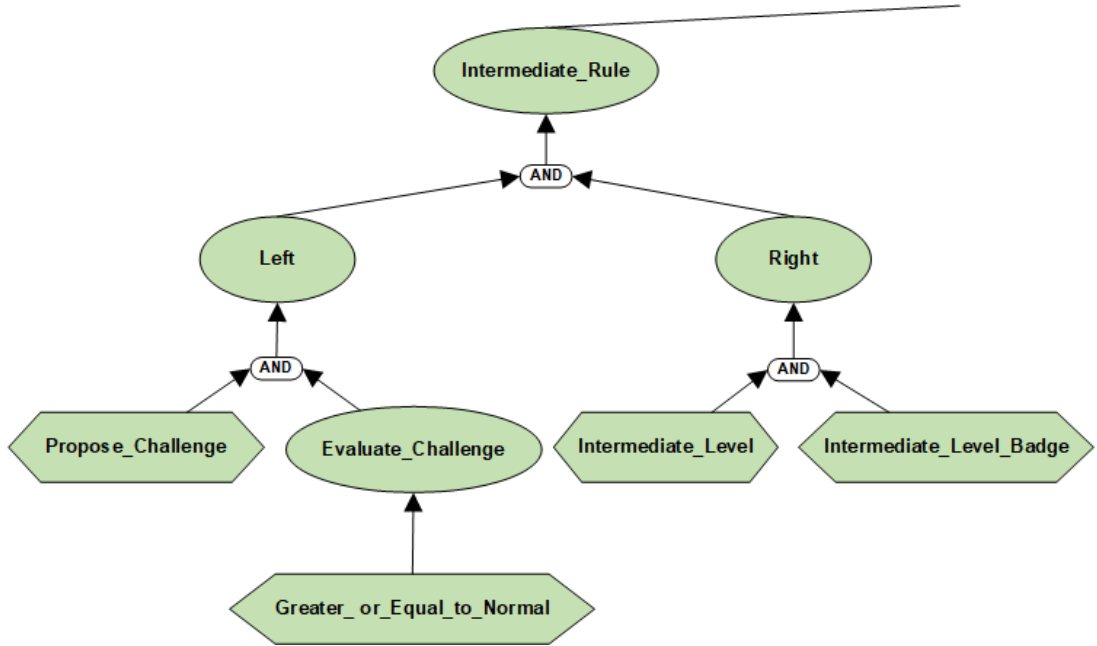 Intermediate_Rule
AND
Left
Right
AND
AND
Propose_Challenge
Evaluate_Challenge
Intermediate_Level
Intermediate_Level_Badge
Greater_ or_Equal_to_Normal